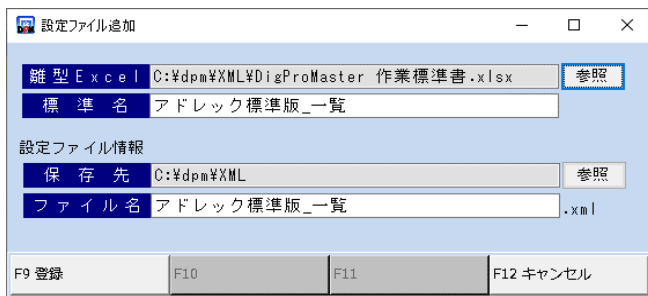 設定ファイル追加
雛型Excel C:¥dpm¥XML¥DigProMaster 作業標準書.xlsx 参照
標準名 アドレック標準版_一覧
設定ファイル情報
保存先 C:¥dpm¥XML 参照
ファイル名 アドレック標準版_一覧 .xml
F9 登録 F10 F11 F12 キャンセル